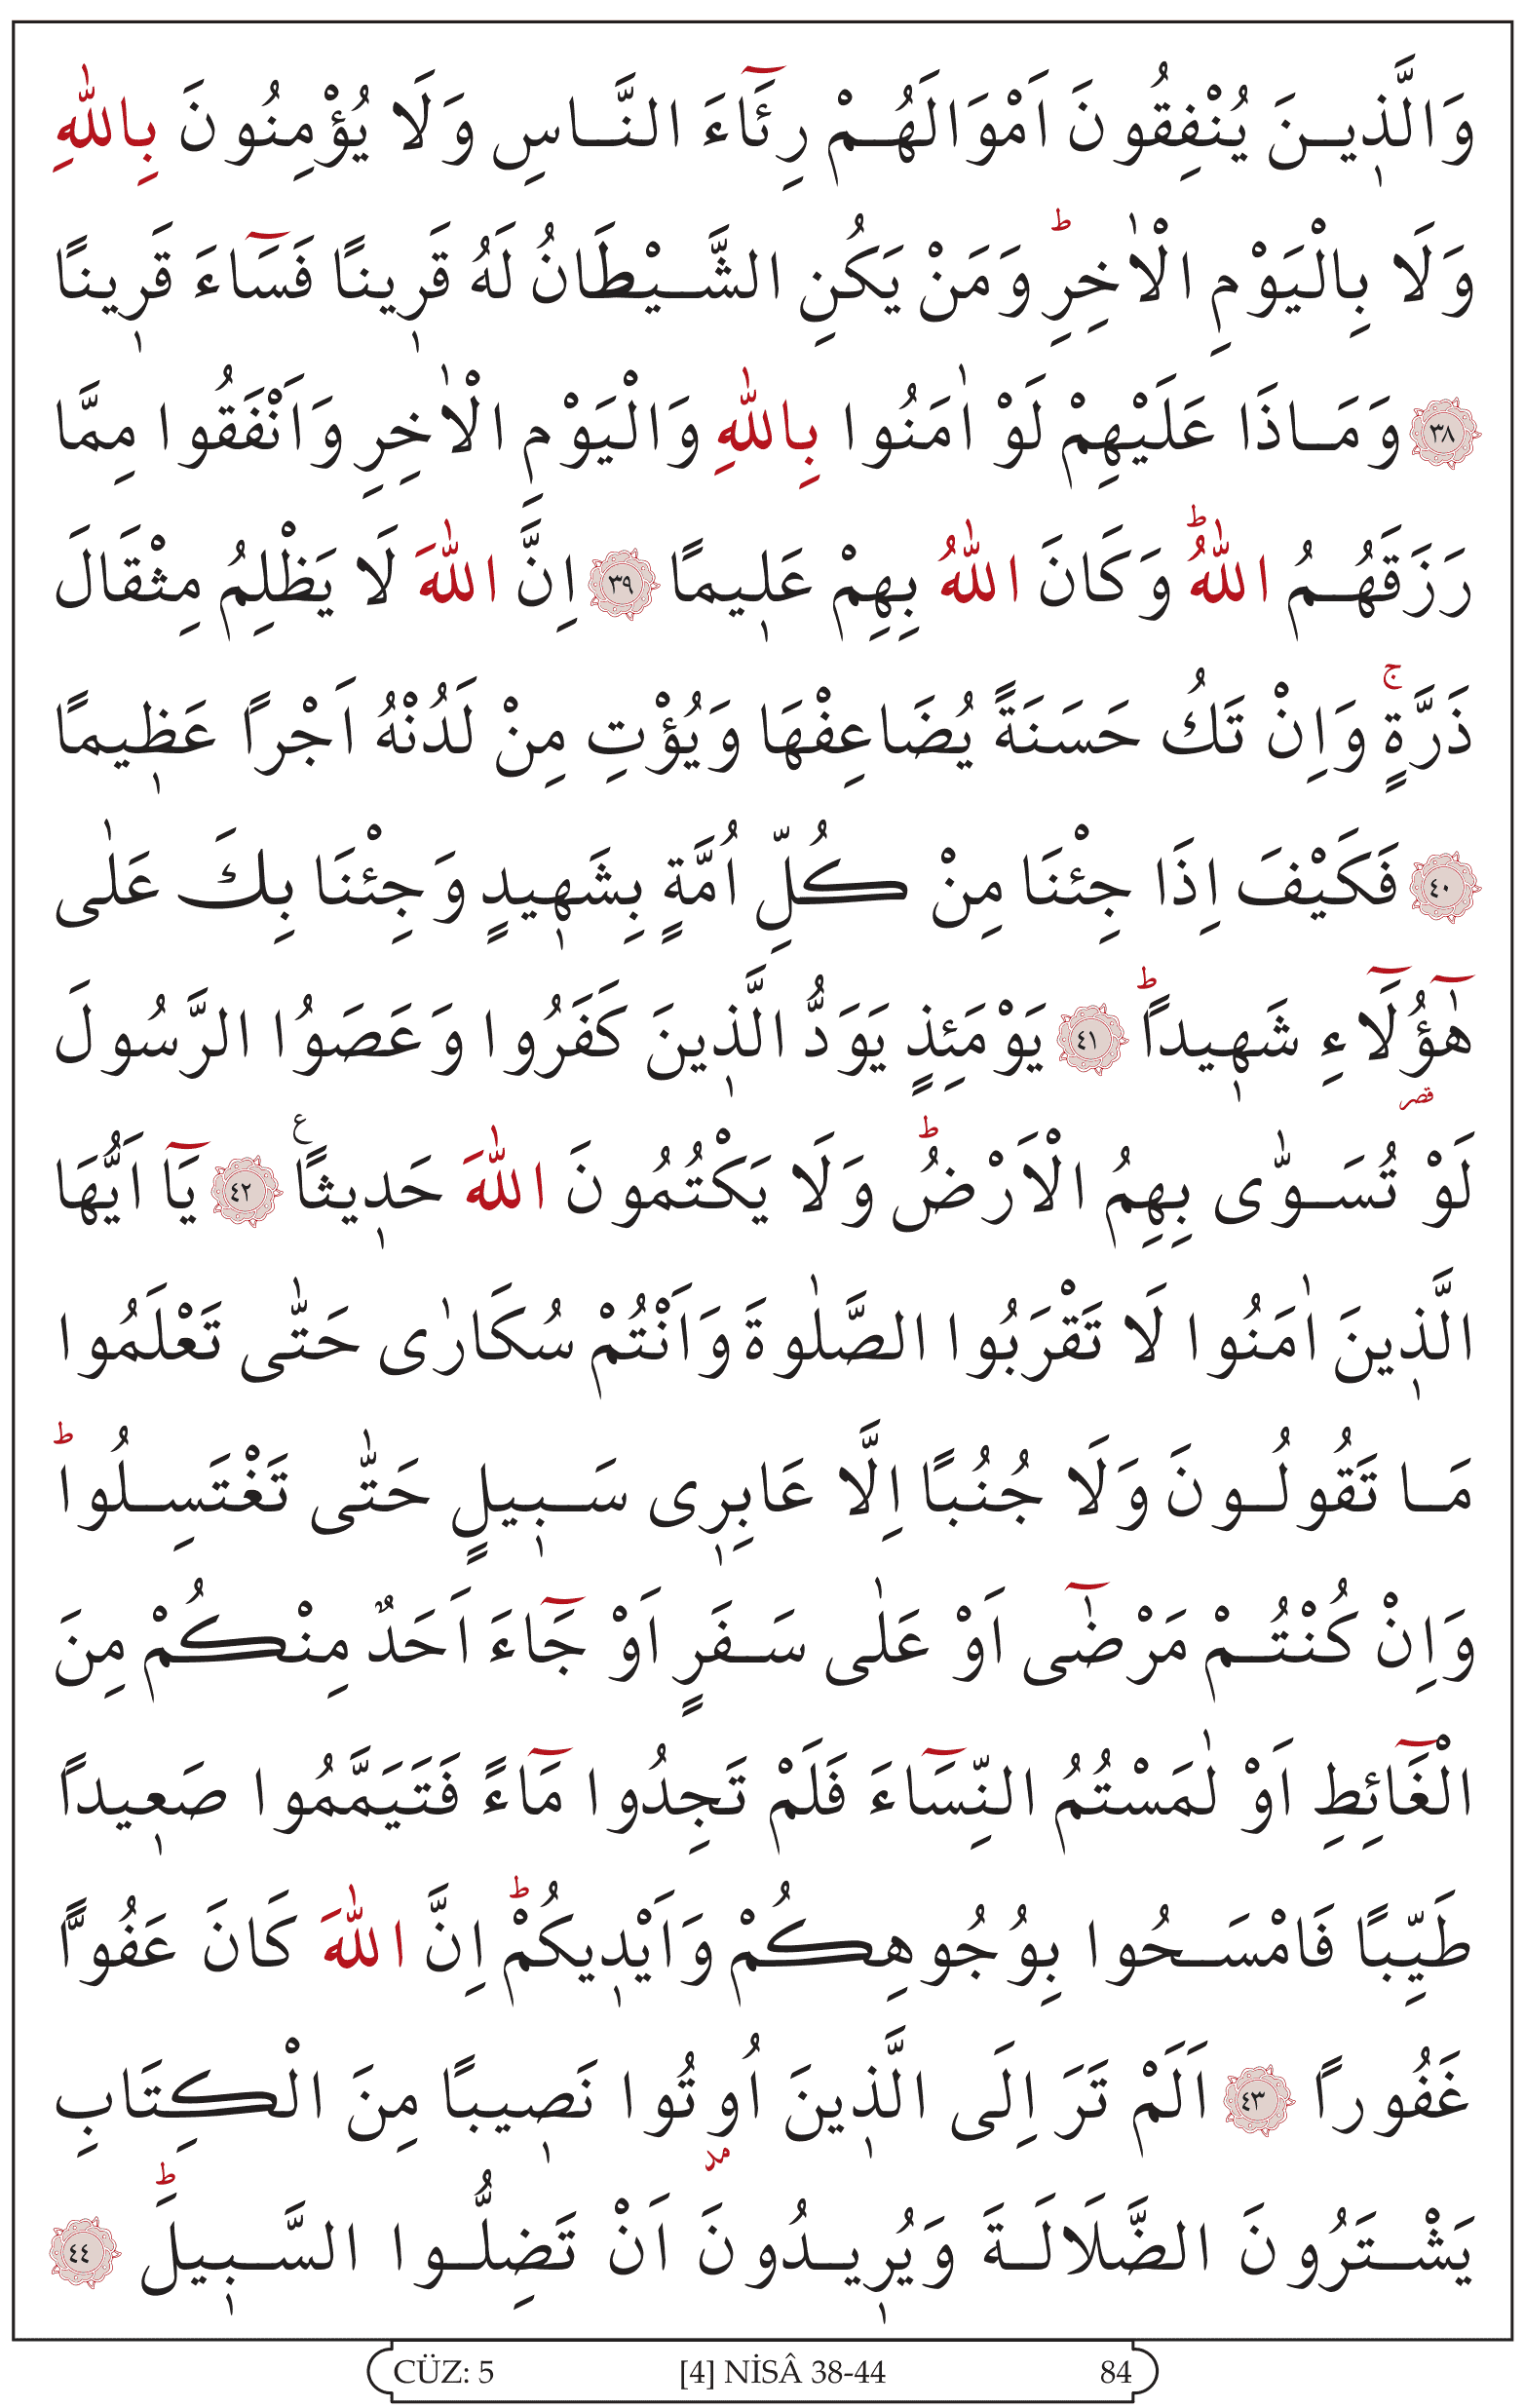 وَالَّذ۪ينَ يُنْفِقُونَ اَمْوَالَهُمْ رِئَٓاءَ النَّاسِ وَلَا يُؤْمِنُونَ بِاللّٰهِ
وَلَا بِالْيَوْمِ الْاٰخِرِۜ وَمَنْ يَكُنِ الشَّيْطَانُ لَهُ قَر۪ينًا فَسَٓاءَ قَر۪ينًا
﴿٣٨﴾ وَمَاذَا عَلَيْهِمْ لَوْ اٰمَنُوا بِاللّٰهِ وَالْيَوْمِ الْاٰخِرِ وَاَنْفَقُوا مِمَّا
رَزَقَهُمُ اللّٰهُۜ وَكَانَ اللّٰهُ بِهِمْ عَل۪يمًا ﴿٣٩﴾ اِنَّ اللّٰهَ لَا يَظْلِمُ مِثْقَالَ
ذَرَّةٍۚ وَاِنْ تَكُ حَسَنَةً يُضَاعِفْهَا وَيُؤْتِ مِنْ لَدُنْهُ اَجْرًا عَظ۪يمًا
﴿٤٠﴾ فَكَيْفَ اِذَا جِئْنَا مِنْ كُلِّ اُمَّةٍ بِشَه۪يدٍ وَجِئْنَا بِكَ عَلٰى
هٰٓؤُ۬لَٓاءِ شَه۪يدًاۜ ﴿٤١﴾ يَوْمَئِذٍ يَوَدُّ الَّذ۪ينَ كَفَرُوا وَعَصَوُا الرَّسُولَ
لَوْ تُسَوّٰى بِهِمُ الْاَرْضُۜ وَلَا يَكْتُمُونَ اللّٰهَ حَد۪يثًا۟ ﴿٤٢﴾ يَٓا اَيُّهَا
الَّذ۪ينَ اٰمَنُوا لَا تَقْرَبُوا الصَّلٰوةَ وَاَنْتُمْ سُكَارٰى حَتّٰى تَعْلَمُوا
مَا تَقُولُونَ وَلَا جُنُبًا اِلَّا عَابِر۪ى سَب۪يلٍ حَتّٰى تَغْتَسِلُواۜ
وَاِنْ كُنْتُمْ مَرْضٰٓى اَوْ عَلٰى سَفَرٍ اَوْ جَٓاءَ اَحَدٌ مِنْكُمْ مِنَ
الْغَٓائِطِ اَوْ لٰمَسْتُمُ النِّسَٓاءَ فَلَمْ تَجِدُوا مَٓاءً فَتَيَمَّمُوا صَع۪يدًا
طَيِّبًا فَامْسَحُوا بِوُجُوهِكُمْ وَاَيْد۪يكُمْۜ اِنَّ اللّٰهَ كَانَ عَفُوًّا
غَفُورًا ﴿٤٣﴾ اَلَمْ تَرَ اِلَى الَّذ۪ينَ اُو۫تُوا نَص۪يبًا مِنَ الْكِتَابِ
يَشْتَرُونَ الضَّلَالَةَ وَيُر۪يدُونَ اَنْ تَضِلُّوا السَّب۪يلَۜ ﴿٤٤﴾
CÜZ: 5 [4] NİSÂ 38-44 84